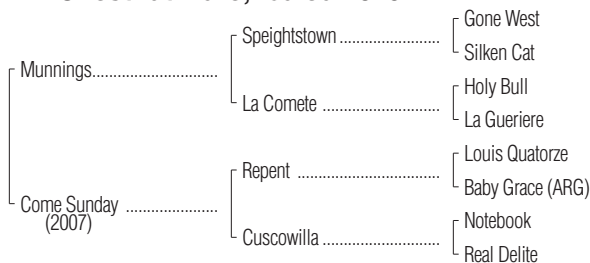 Gone West
Speightstown
Silken Cat
Munnings
Holy Bull
La Comete
La Gueriere
Louis Quatorze
Repent
Baby Grace (ARG)
Come Sunday
(2007)
Notebook
Cuscowilla
Real Delite